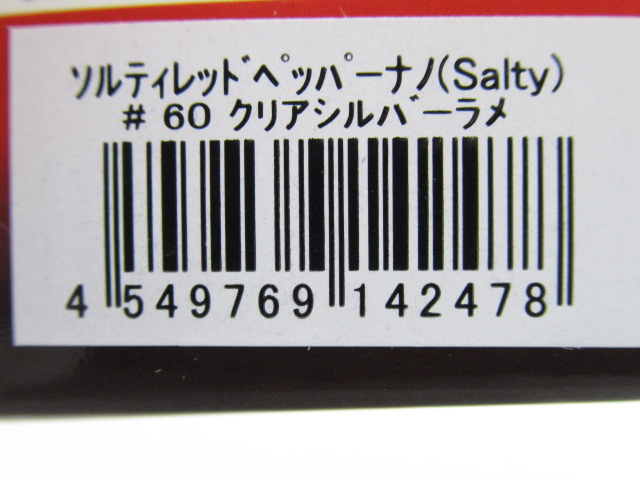 ソルティレッドペッパーナノ(Salty)
# 60 クリアシルバーラメ
4 549769 142478